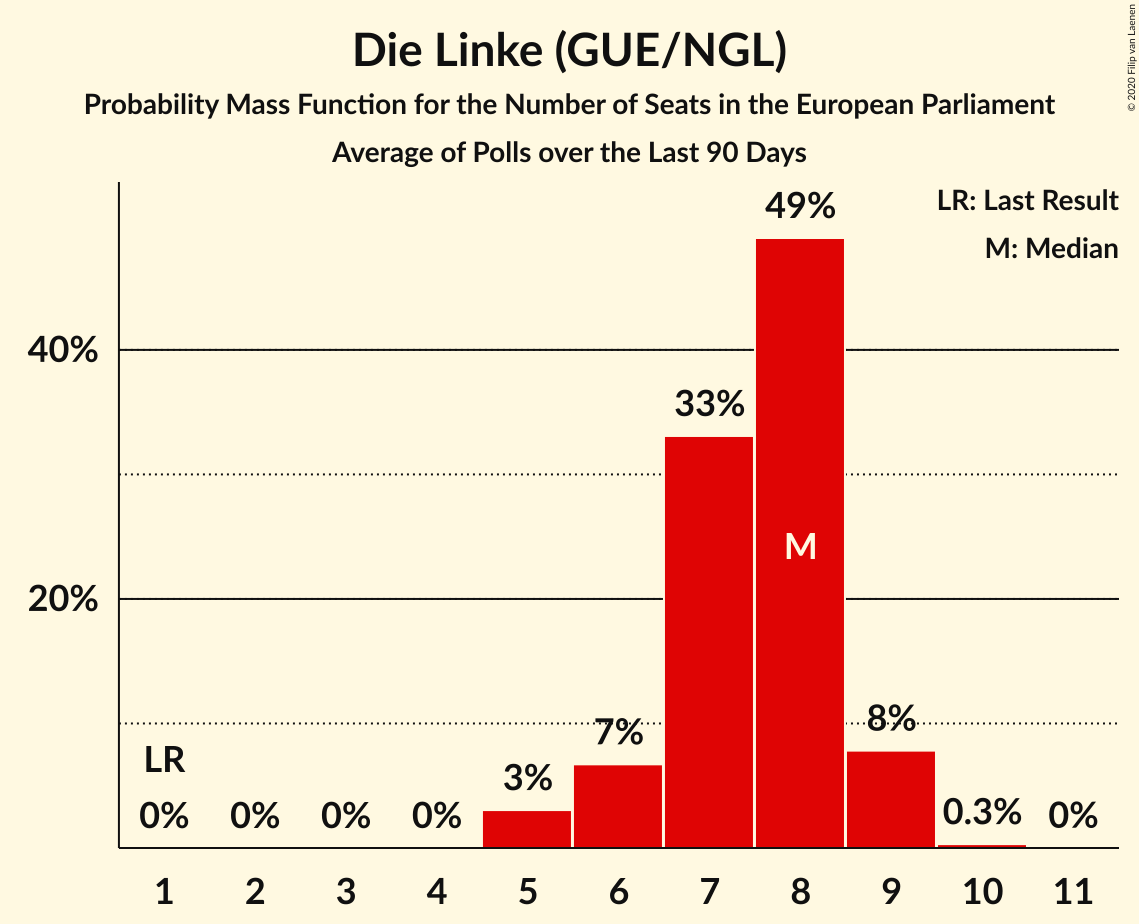 Die Linke (GUE/NGL)
Probability Mass Function for the Number of Seats in the European Parliament
Average of Polls over the Last 90 Days
© 2020 Filip van Laenen
LR: Last Result
M: Median
49%
40%
33%
M
20%
8%
7%
LR
3%
0% 0% 0% 0% 0.3% 0%
1 2 3 4 5 6 7 8 9 10 11